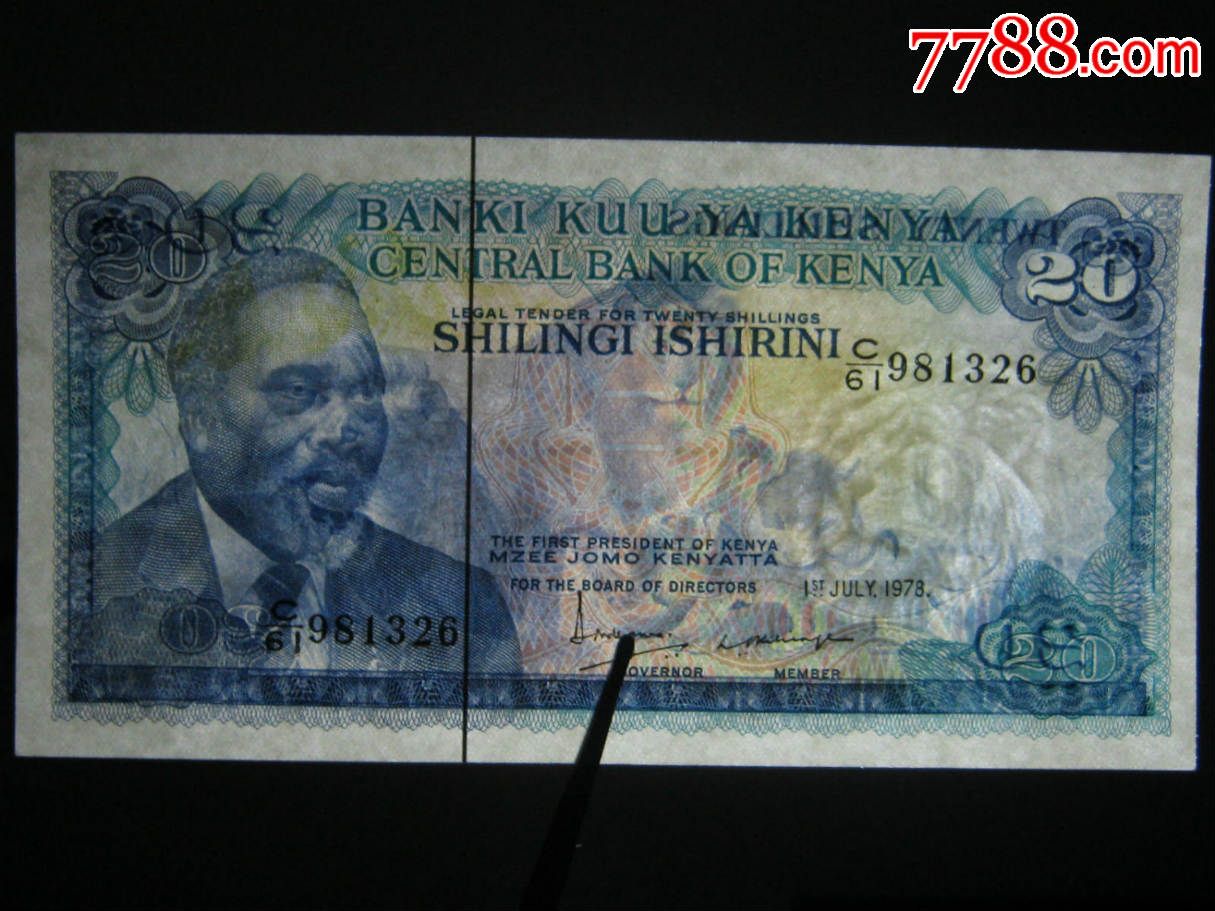 7788.com
BANKI KUU YA KENYA
CENTRAL BANK OF KENYA
20
20
LEGAL TENDER FOR TWENTY SHILLINGS
SHILINGI ISHIRINI
C/61 981326
THE FIRST PRESIDENT OF KENYA
MZEE JOMO KENYATTA
FOR THE BOARD OF DIRECTORS 1ST JULY, 1978.
C/61 981326
GOVERNOR MEMBER
20